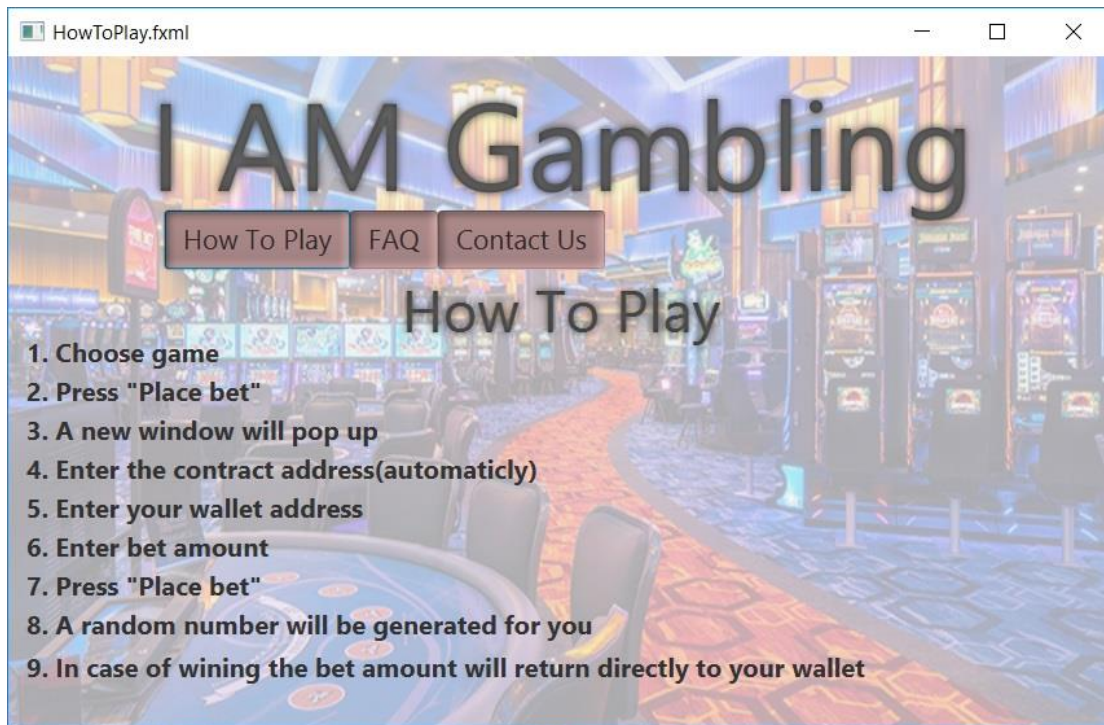 HowToPlay.fxml
I AM Gambling
How To Play
FAQ
Contact Us
How To Play
1. Choose game
2. Press "Place bet"
3. A new window will pop up
4. Enter the contract address(automaticly)
5. Enter your wallet address
6. Enter bet amount
7. Press "Place bet"
8. A random number will be generated for you
9. In case of wining the bet amount will return directly to your wallet